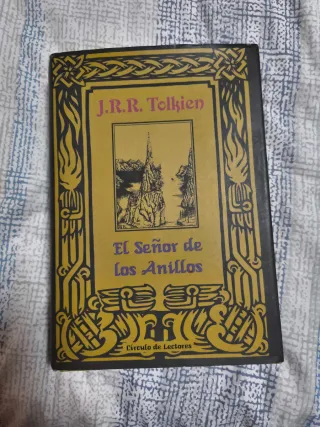 J.R.R. Tolkien
El Señor de
los Anillos
Círculo de Lectores